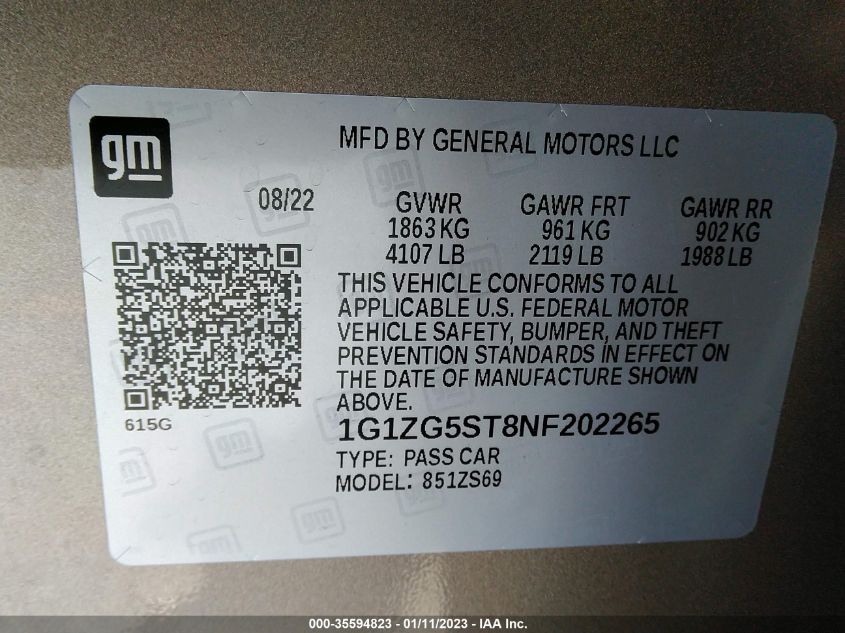 gm
MFD BY GENERAL MOTORS LLC
08/22
GVWR GAWR FRT GAWR RR
1863 KG 961 KG 902 KG
4107 LB 2119 LB 1988 LB
THIS VEHICLE CONFORMS TO ALL
APPLICABLE U.S. FEDERAL MOTOR
VEHICLE SAFETY, BUMPER, AND THEFT
PREVENTION STANDARDS IN EFFECT ON
THE DATE OF MANUFACTURE SHOWN
ABOVE.
615G
1G1ZG5ST8NF202265
TYPE: PASS CAR
MODEL: 851ZS69
000-35594823 - 01/11/2023 - IAA Inc.